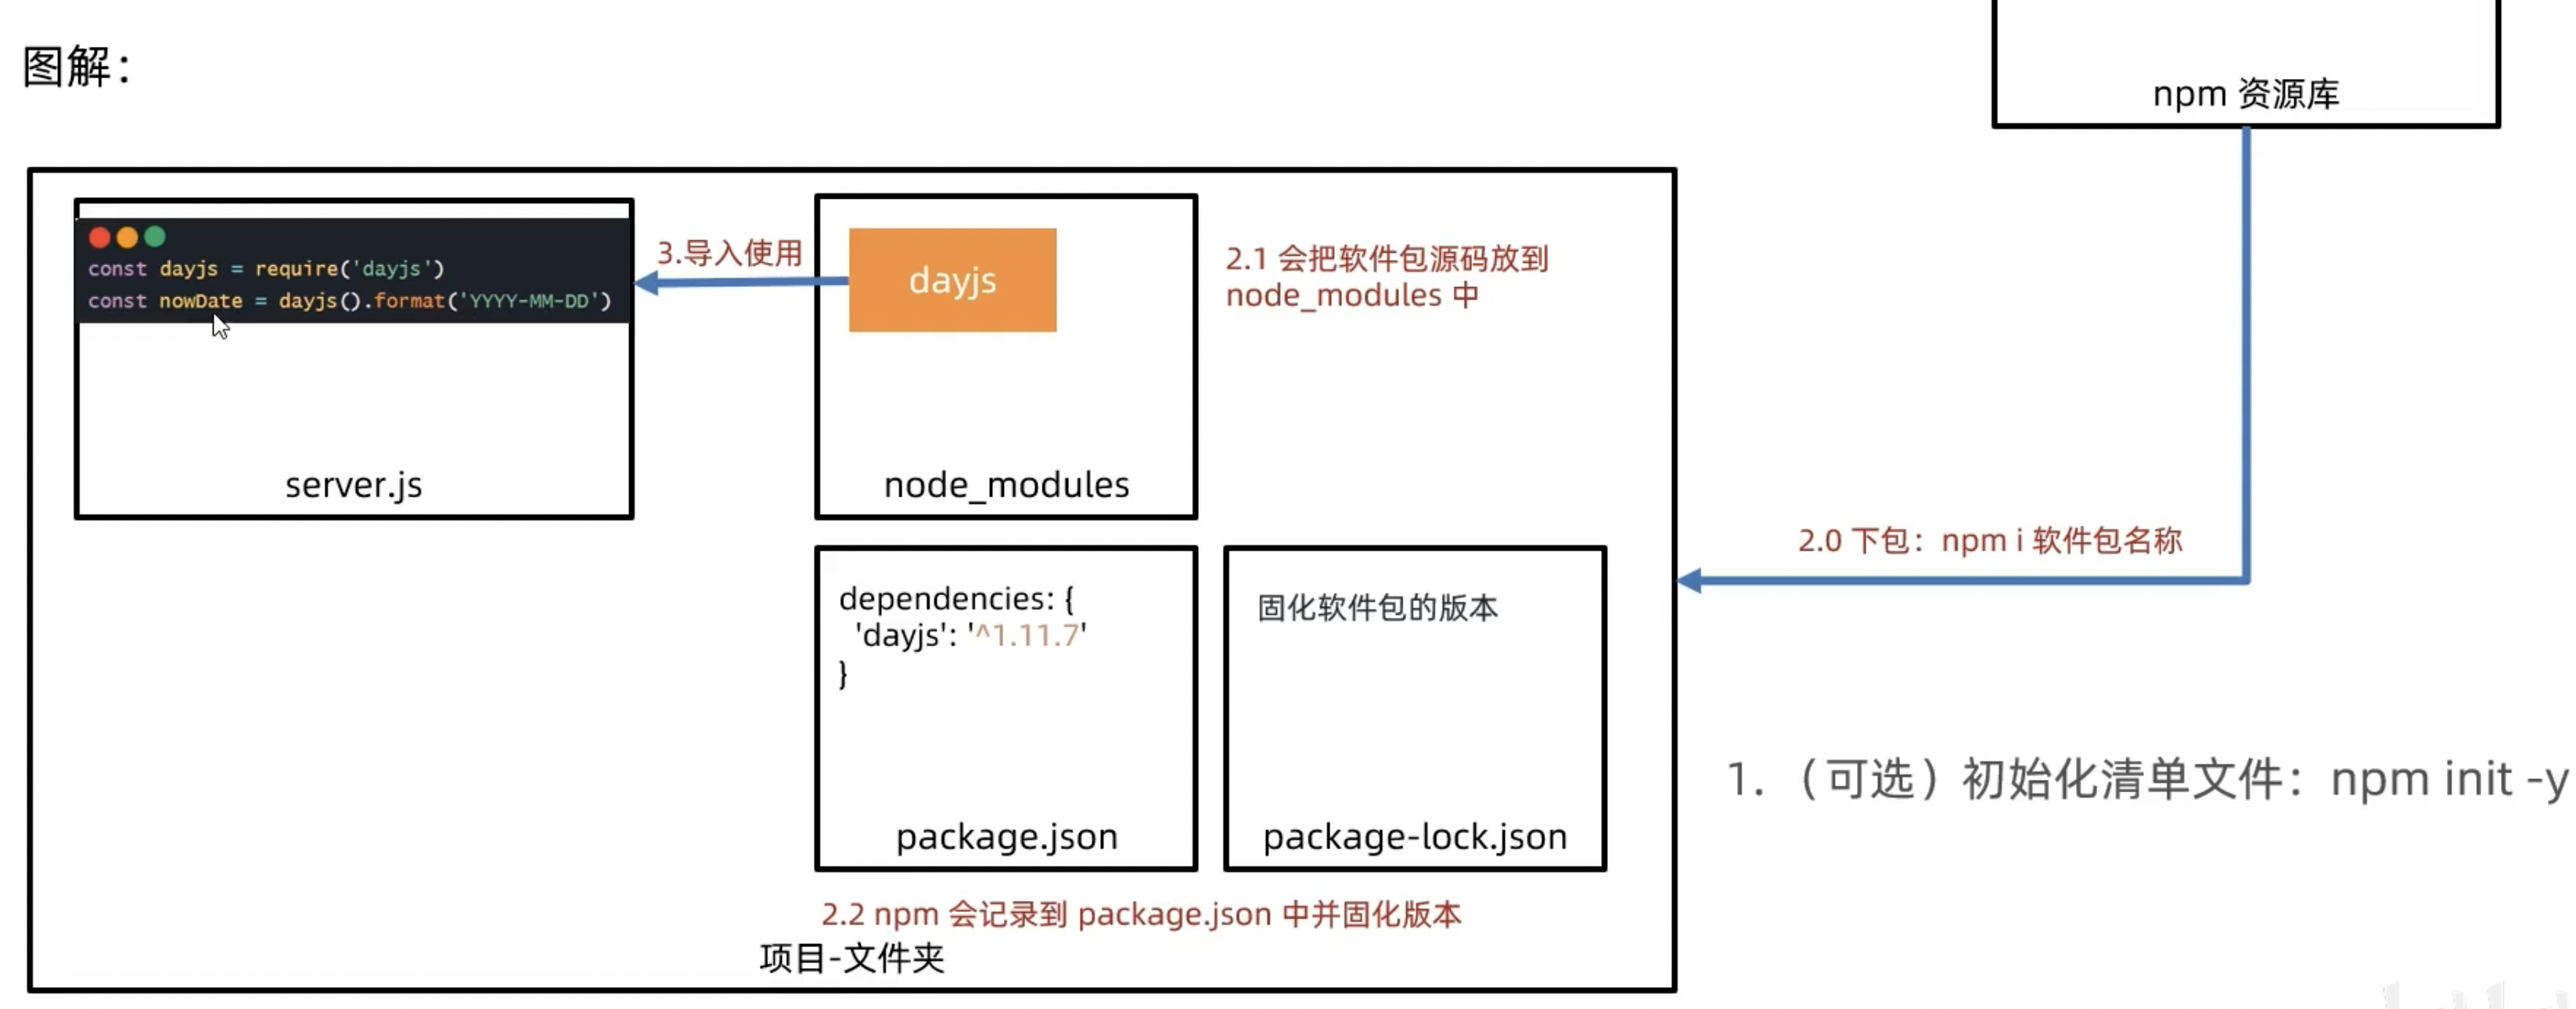 图解：
npm 资源库
const dayjs = require('dayjs')
const nowDate = dayjs().format('YYYY-MM-DD')
server.js
3.导入使用
dayjs
node_modules
2.1 会把软件包源码放到
node_modules 中
2.0 下包：npm i 软件包名称
dependencies: {
'dayjs': '^1.11.7'
}
package.json
固化软件包的版本
package-lock.json
1.（可选）初始化清单文件：npm init -y
2.2 npm 会记录到 package.json 中并固化版本
项目-文件夹